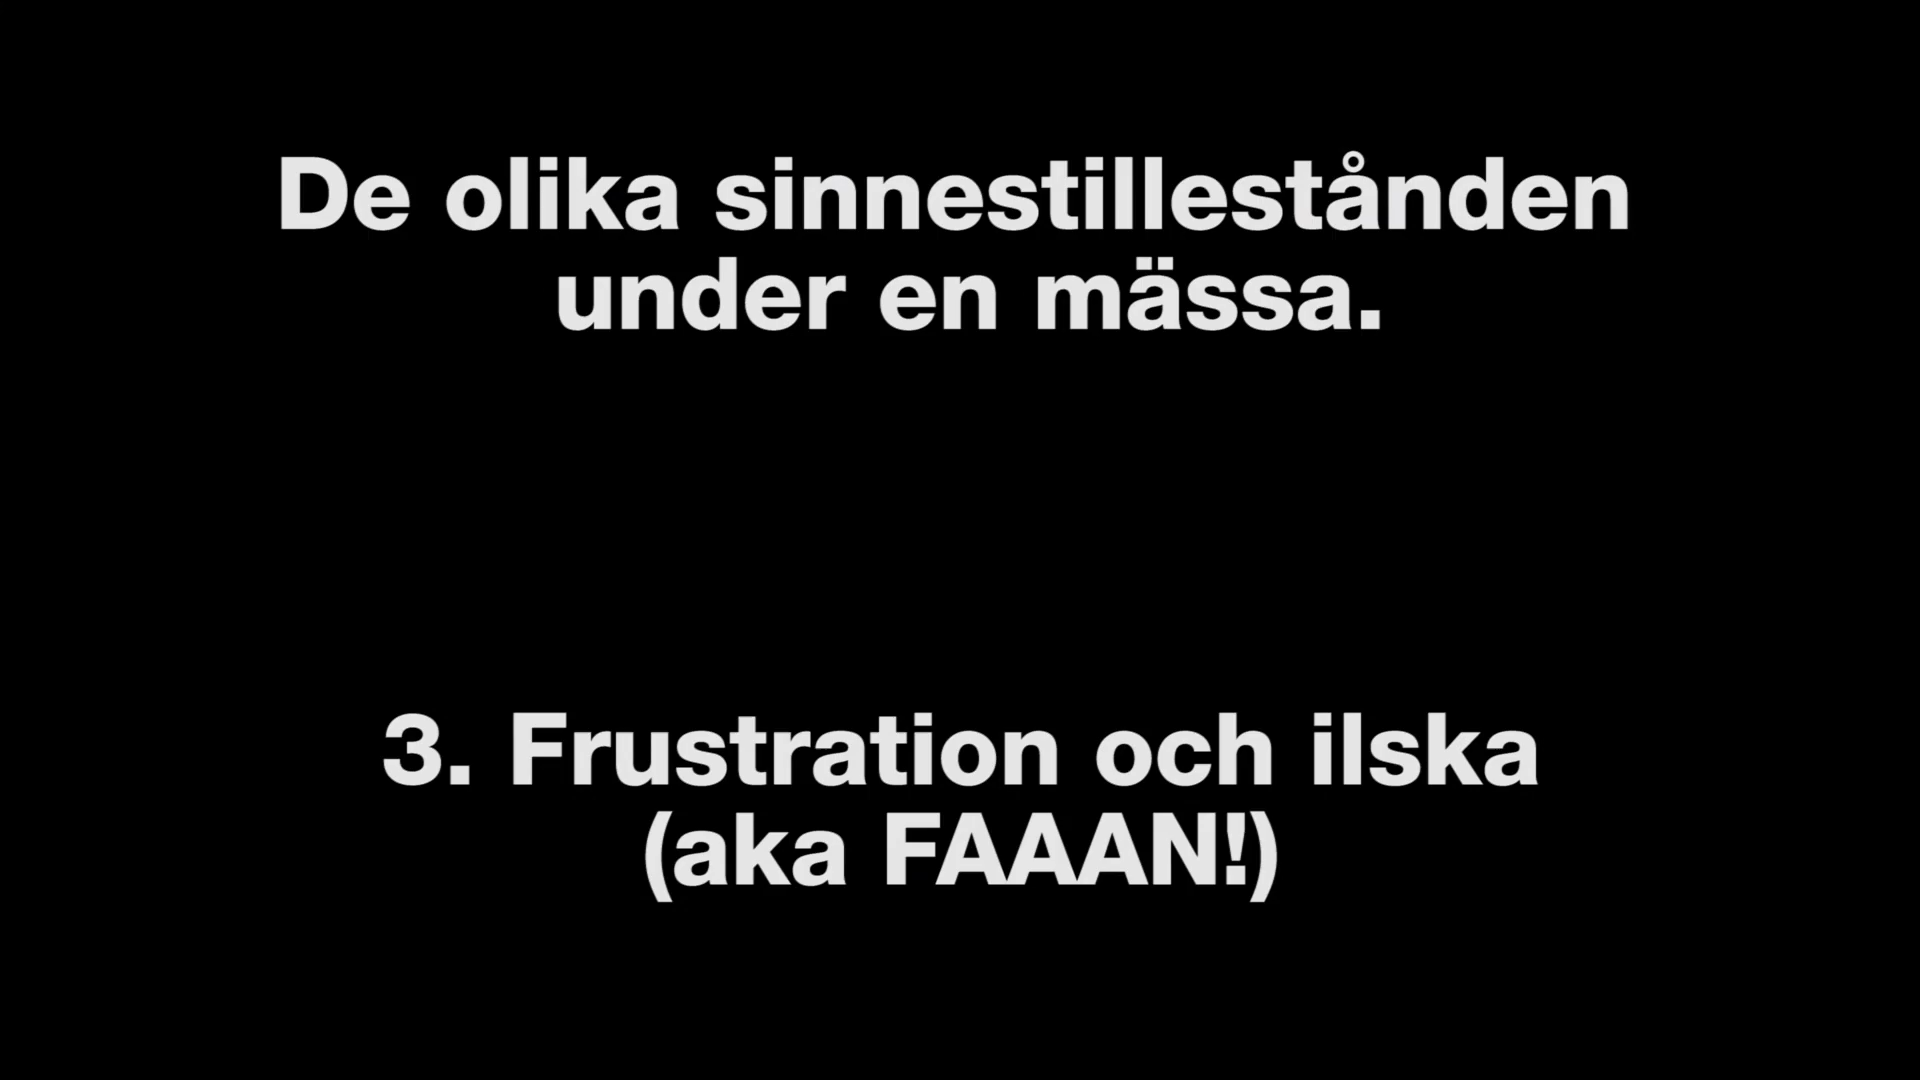 De olika sinnestillestånden
under en mässa.
3. Frustration och ilska
(aka FAAAN!)